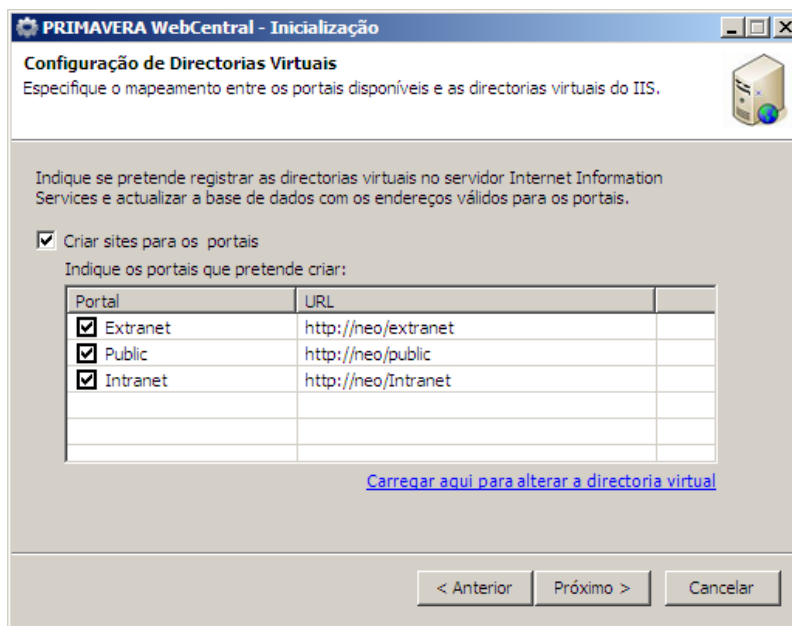 PRIMAVERA WebCentral - Inicialização
Configuração de Directorias Virtuais
Especifique o mapeamento entre os portais disponíveis e as directorias virtuais do IIS.
Indique se pretende registrar as directorias virtuais no servidor Internet Information
Services e actualizar a base de dados com os endereços válidos para os portais.
Criar sites para os portais
Indique os portais que pretende criar:
Portal URL
Extranet http://neo/extranet
Public http://neo/public
Intranet http://neo/Intranet
Carregar aqui para alterar a directoria virtual
< Anterior Próximo > Cancelar